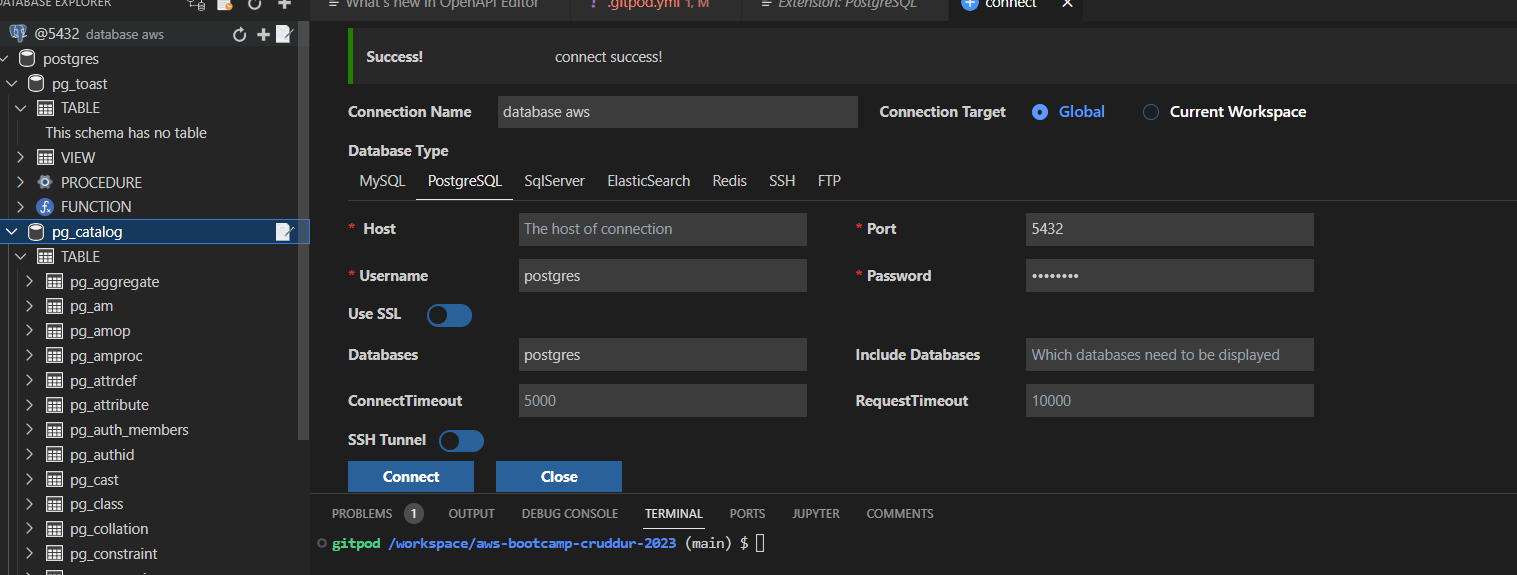 DATABASE EXPLORER
What's new in OpenAPI Editor
! .gitpod.yml 1, M
Extension: PostgreSQL
connect
@5432 database aws
postgres
pg_toast
TABLE
This schema has no table
VIEW
PROCEDURE
FUNCTION
pg_catalog
TABLE
pg_aggregate
pg_am
pg_amop
pg_amproc
pg_attrdef
pg_attribute
pg_auth_members
pg_authid
pg_cast
pg_class
pg_collation
pg_constraint
Success! connect success!
Connection Name database aws Connection Target Global Current Workspace
Database Type
MySQL PostgreSQL SqlServer ElasticSearch Redis SSH FTP
* Host The host of connection * Port 5432
* Username postgres * Password ••••••••
Use SSL
Databases postgres Include Databases Which databases need to be displayed
ConnectTimeout 5000 RequestTimeout 10000
SSH Tunnel
Connect Close
PROBLEMS 1 OUTPUT DEBUG CONSOLE TERMINAL PORTS JUPYTER COMMENTS
gitpod /workspace/aws-bootcamp-cruddur-2023 (main) $